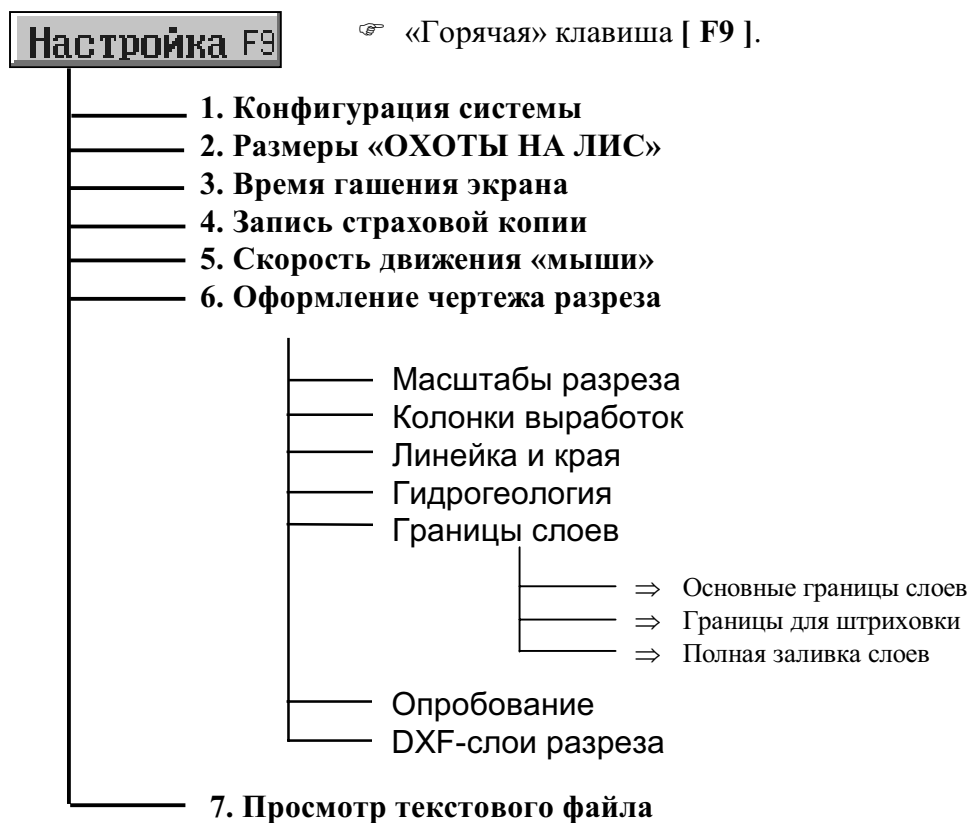 Настройка F9
☞ «Горячая» клавиша [ F9 ].
1. Конфигурация системы
2. Размеры «ОХОТЫ НА ЛИС»
3. Время гашения экрана
4. Запись страховой копии
5. Скорость движения «мыши»
6. Оформление чертежа разреза
Масштабы разреза
Колонки выработок
Линейка и края
Гидрогеология
Границы слоев
⇒ Основные границы слоев
⇒ Границы для штриховки
⇒ Полная заливка слоев
Опробование
DXF-слои разреза
7. Просмотр текстового файла